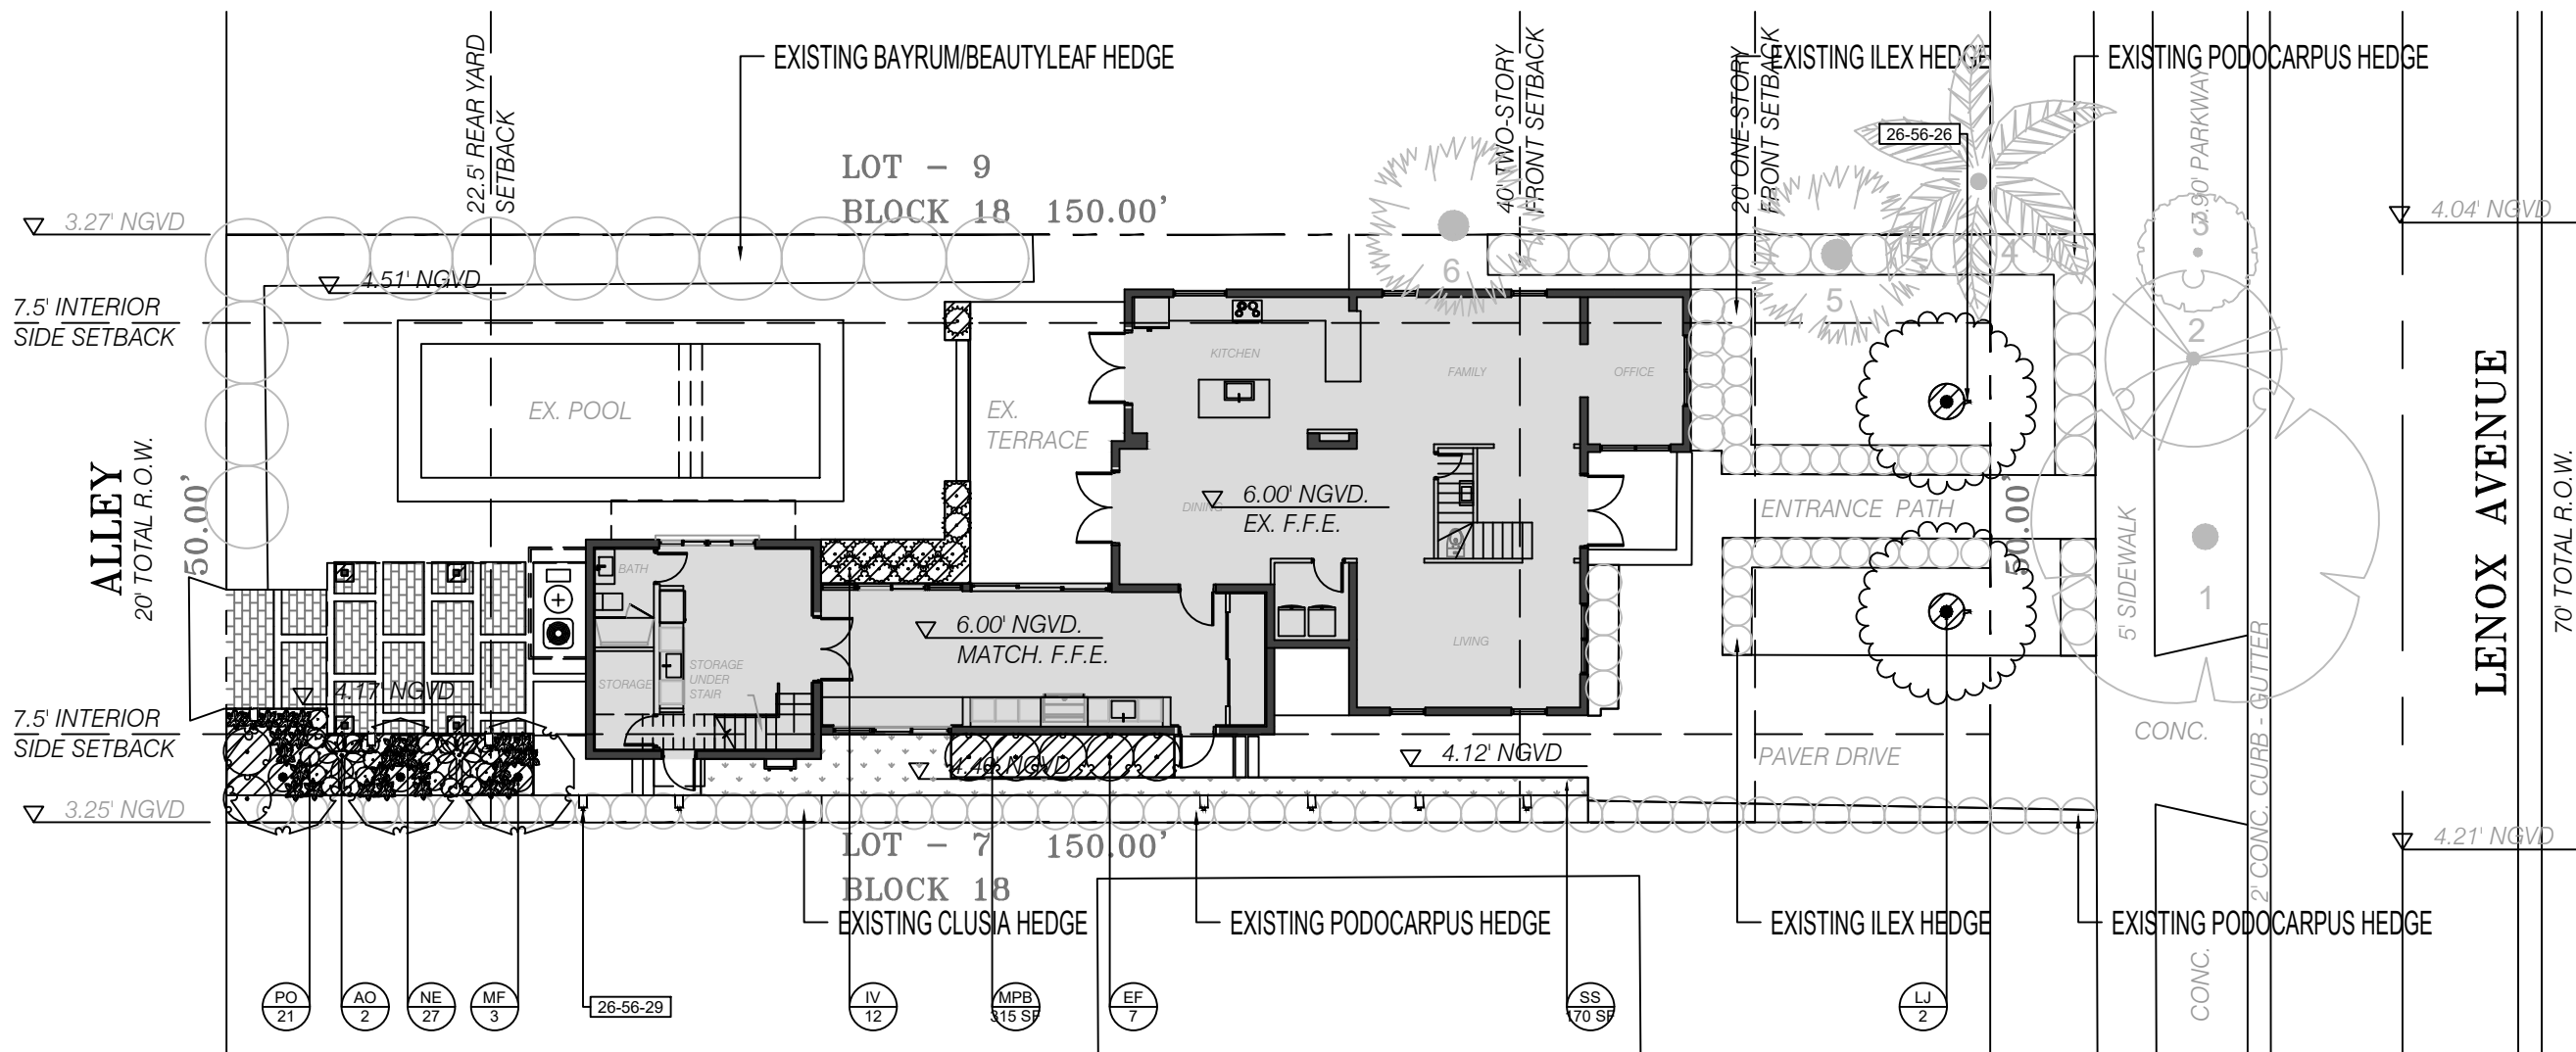 22.5' REAR YARD
SETBACK
EXISTING BAYRUM/BEAUTYLEAF HEDGE
40' TWO-STORY
FRONT SETBACK
20' ONE-STORY
FRONT SETBACK
EXISTING ILEX HEDGE
EXISTING PODOCARPUS HEDGE
26-56-26
3.90' PARKWAY
LOT - 9
BLOCK 18 150.00'
3.27' NGVD
4.04' NGVD
4.51' NGVD
7.5' INTERIOR
SIDE SETBACK
6
5
4
3
2
1
KITCHEN
FAMILY
OFFICE
EX. POOL
EX.
TERRACE
ALLEY
20' TOTAL R.O.W.
50.00'
DINING
6.00' NGVD.
EX. F.F.E.
ENTRANCE PATH
50.00'
5' SIDEWALK
LENOX AVENUE
70' TOTAL R.O.W.
BATH
6.00' NGVD.
MATCH. F.F.E.
LIVING
STORAGE
UNDER
STAIR
STORAGE
4.17' NGVD
7.5' INTERIOR
SIDE SETBACK
CONC.
4.12' NGVD
PAVER DRIVE
3.25' NGVD
4.21' NGVD
2' CONC. CURB - GUTTER
LOT - 7 150.00'
BLOCK 18
EXISTING CLUSIA HEDGE
EXISTING PODOCARPUS HEDGE
EXISTING ILEX HEDGE
EXISTING PODOCARPUS HEDGE
CONC.
PO
21
AO
2
NE
27
MF
3
26-56-29
IV
12
MPB
315 SF
EF
7
SS
170 SF
LJ
2